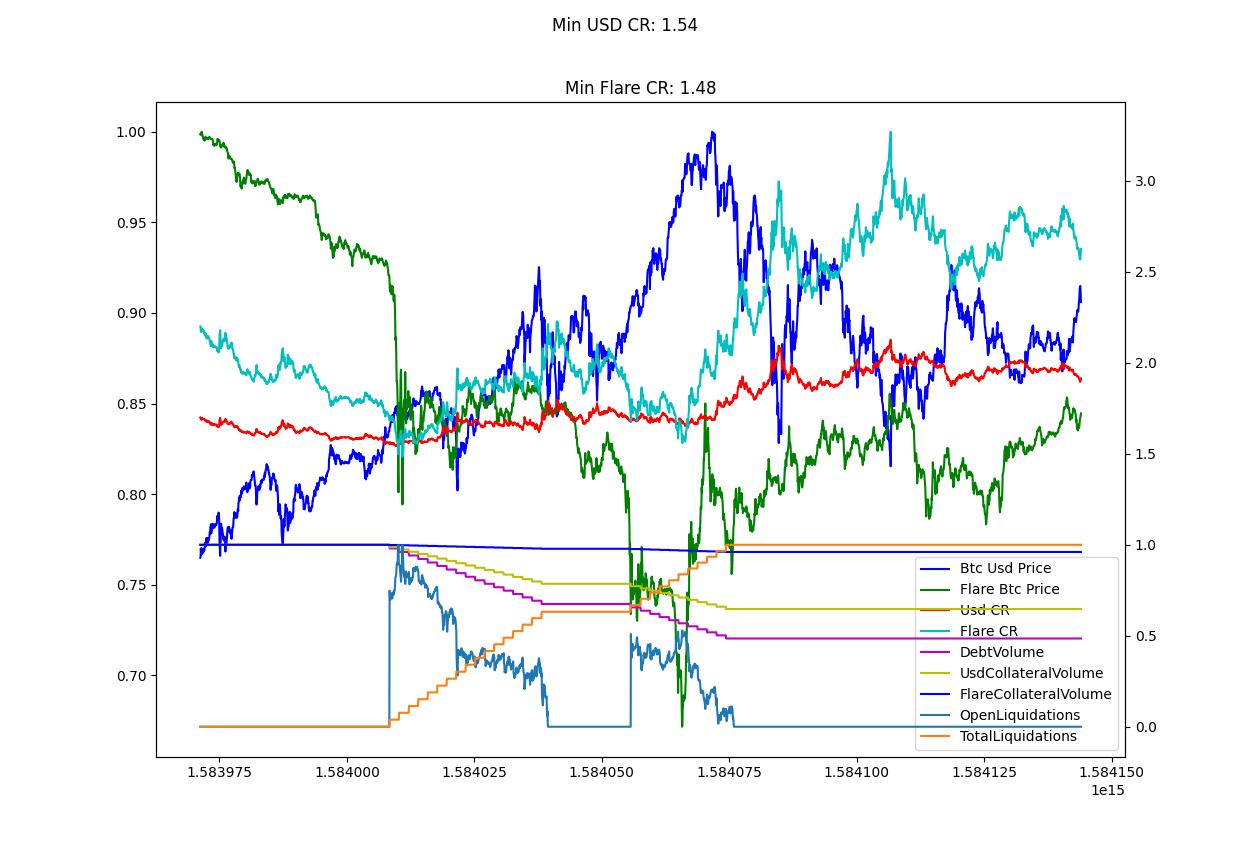 Min USD CR: 1.54
Min Flare CR: 1.48
1.00
0.95
0.90
0.85
0.80
0.75
0.70
3.0
2.5
2.0
1.5
1.0
0.5
0.0
Btc Usd Price
Flare Btc Price
Usd CR
Flare CR
DebtVolume
UsdCollateralVolume
FlareCollateralVolume
OpenLiquidations
TotalLiquidations
1.583975 1.584000 1.584025 1.584050 1.584075 1.584100 1.584125 1.584150
1e15